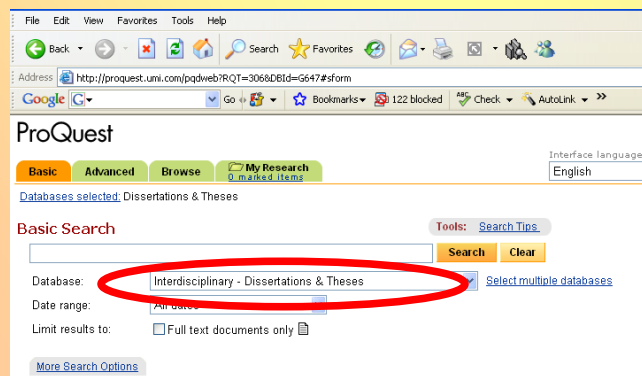 File Edit View Favorites Tools Help
Back Search Favorites
Address http://proquest.umi.com/pqdweb?RQT=306&DBId=G647#sform
Google G Go Bookmarks 122 blocked ABC Check AutoLink »
ProQuest
Interface language
Basic Advanced Browse My Research 0 marked items English
Databases selected: Dissertations & Theses
Basic Search Tools: Search Tips
Search Clear
Database: Interdisciplinary - Dissertations & Theses Select multiple databases
Date range: All dates
Limit results to: Full text documents only
More Search Options